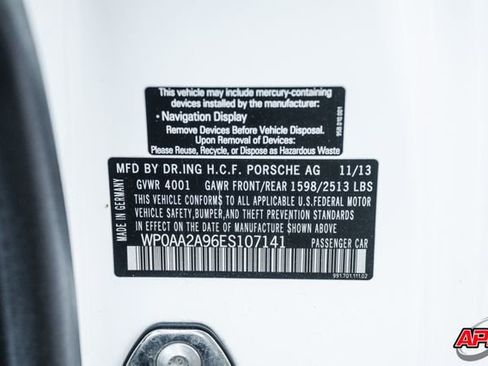 This vehicle may include mercury-containing
devices installed by the manufacturer:
• Navigation Display
Remove Devices Before Vehicle Disposal.
Upon Removal of Devices:
Please Reuse, Recycle, or Dispose as Hazardous Waste
MFD BY DR.ING H.C.F. PORSCHE AG 11/13
GVWR 4001 GAWR FRONT/REAR 1598/2513 LBS
THIS VEHICLE CONFORMS TO ALL APPLICABLE
U.S.FEDERAL MOTOR
VEHICLE SAFETY,BUMPER,AND THEFT PREVENTION STANDARDS
IN EFFECT ON THE DATE OF MANUFACTURE SHOWN ABOVE.
WP0AA2A96ES107141 PASSENGER CAR
MADE IN GERMANY
991.701.111.02